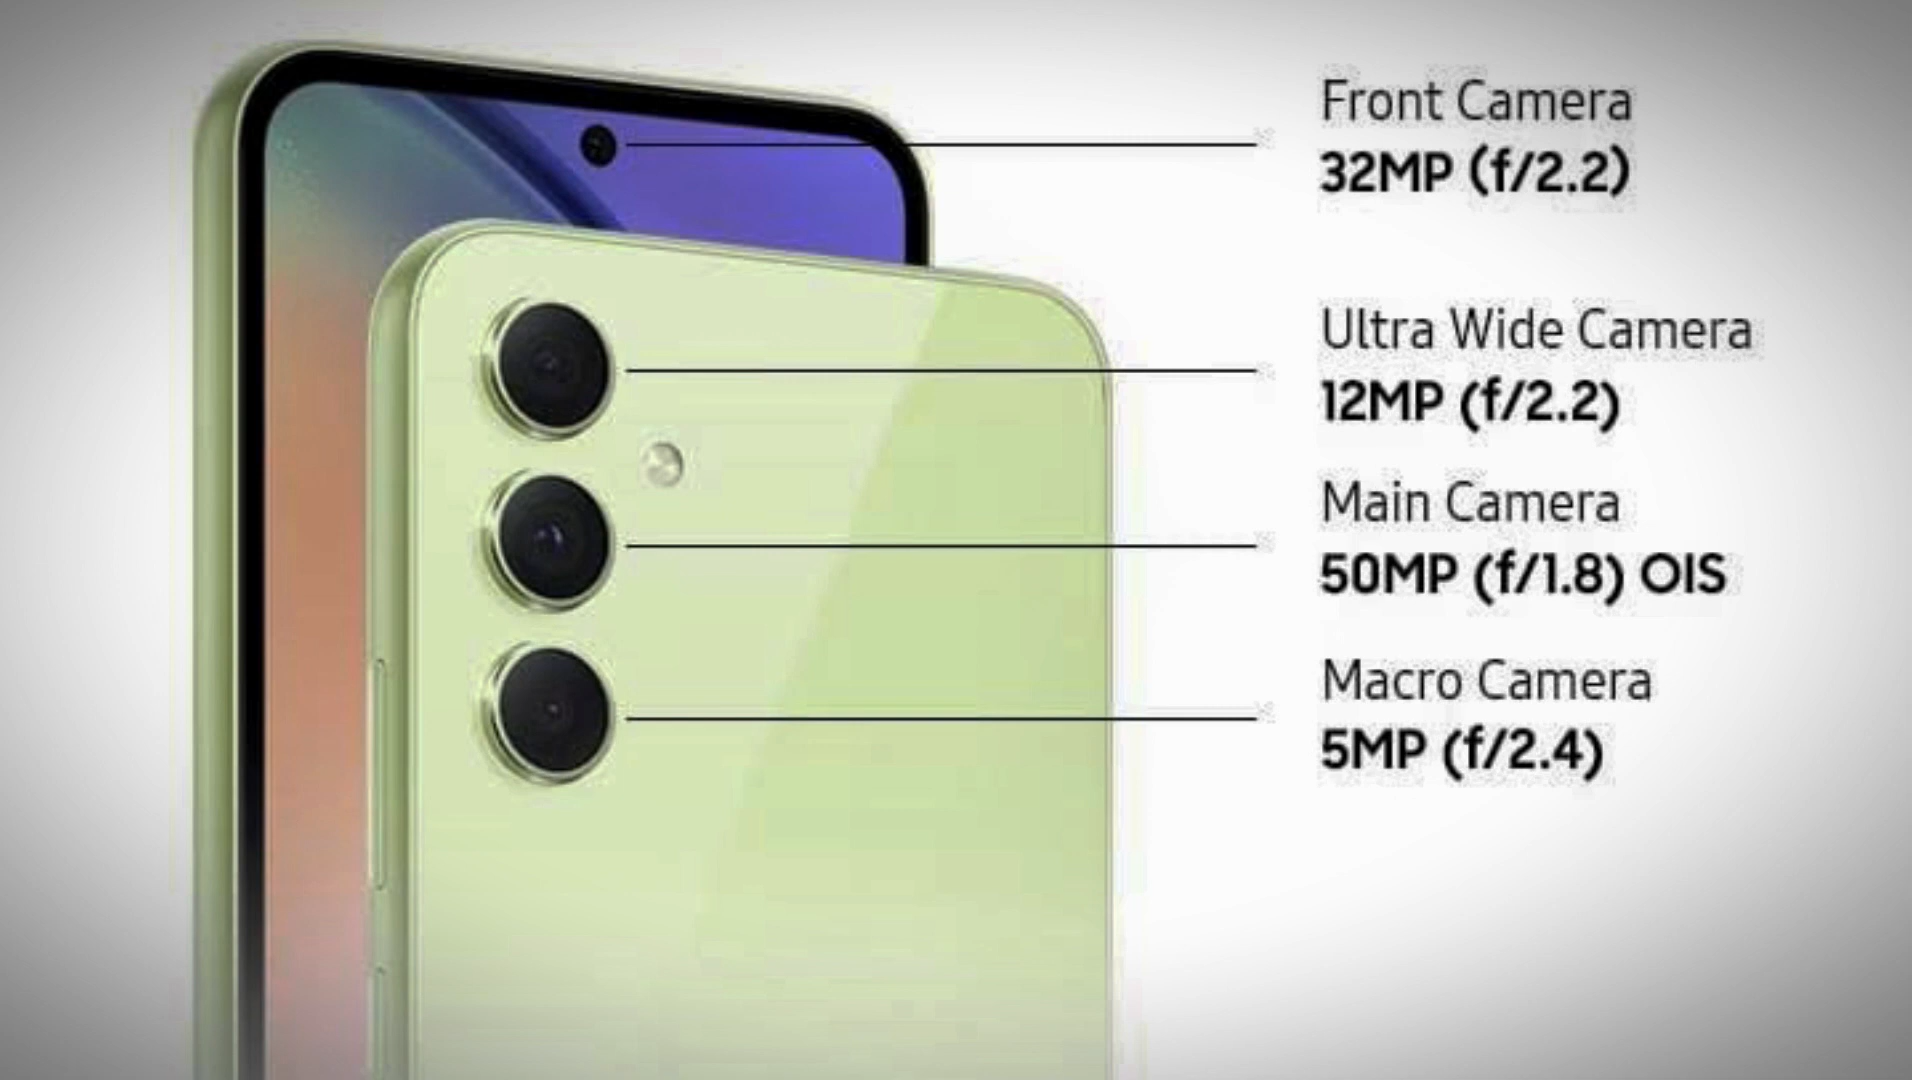 Front Camera
32MP (f/2.2)
Ultra Wide Camera
12MP (f/2.2)
Main Camera
50MP (f/1.8) OIS
Macro Camera
5MP (f/2.4)